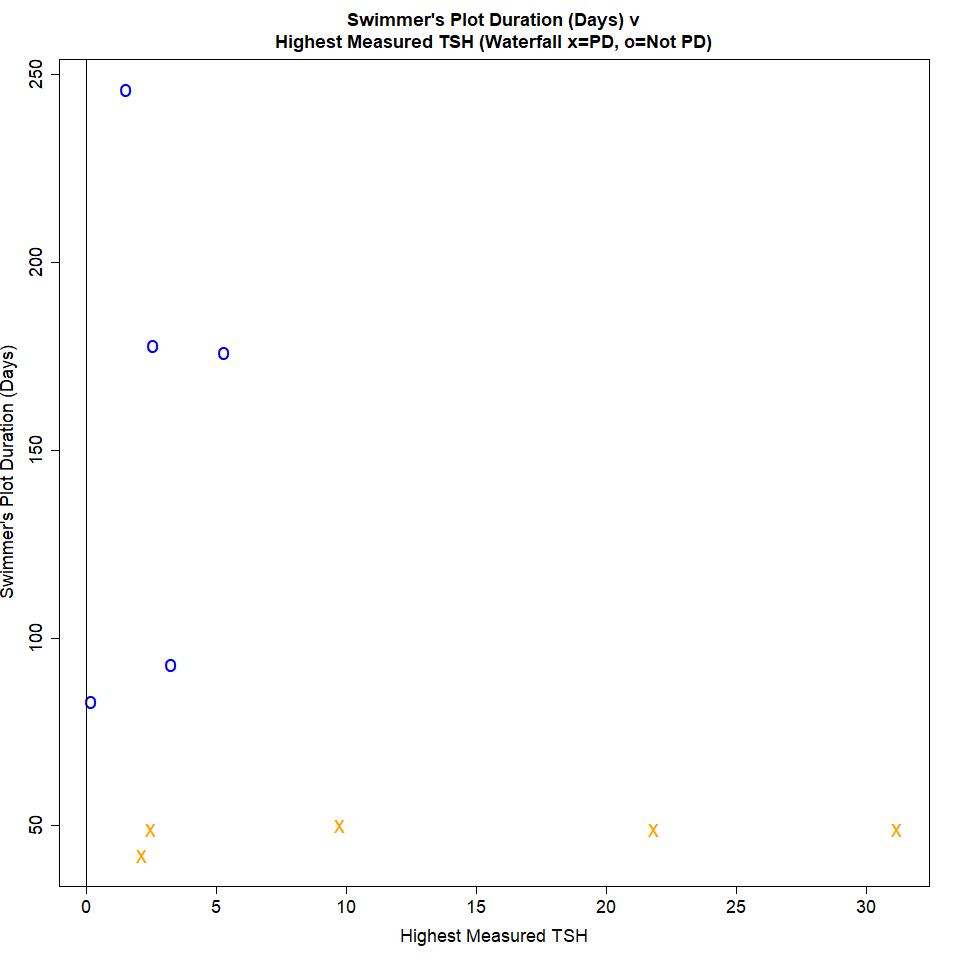 Swimmer's Plot Duration (Days) v
Highest Measured TSH (Waterfall x=PD, o=Not PD)
Swimmer's Plot Duration (Days)
250
200
150
100
50
O
O
O
O
O
X
X
X
X
X
0 5 10 15 20 25 30
Highest Measured TSH